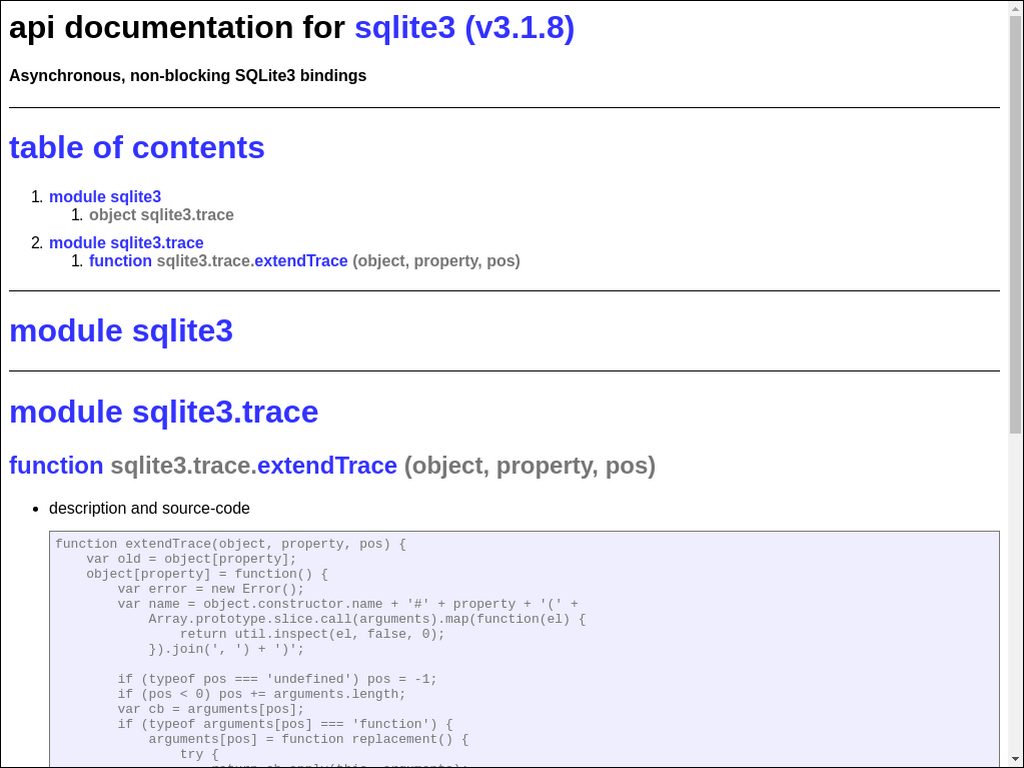 api documentation for sqlite3 (v3.1.8)
Asynchronous, non-blocking SQLite3 bindings
table of contents
1. module sqlite3
1. object sqlite3.trace
2. module sqlite3.trace
1. function sqlite3.trace.extendTrace (object, property, pos)
module sqlite3
module sqlite3.trace
function sqlite3.trace.extendTrace (object, property, pos)
• description and source-code
function extendTrace(object, property, pos) {
    var old = object[property];
    object[property] = function() {
        var error = new Error();
        var name = object.constructor.name + '#' + property + '(' +
            Array.prototype.slice.call(arguments).map(function(el) {
                return util.inspect(el, false, 0);
            }).join(', ') + ')';
        if (typeof pos === 'undefined') pos = -1;
        if (pos < 0) pos += arguments.length;
        var cb = arguments[pos];
        if (typeof arguments[pos] === 'function') {
            arguments[pos] = function replacement() {
                try {
                    return cb.apply(this, arguments);